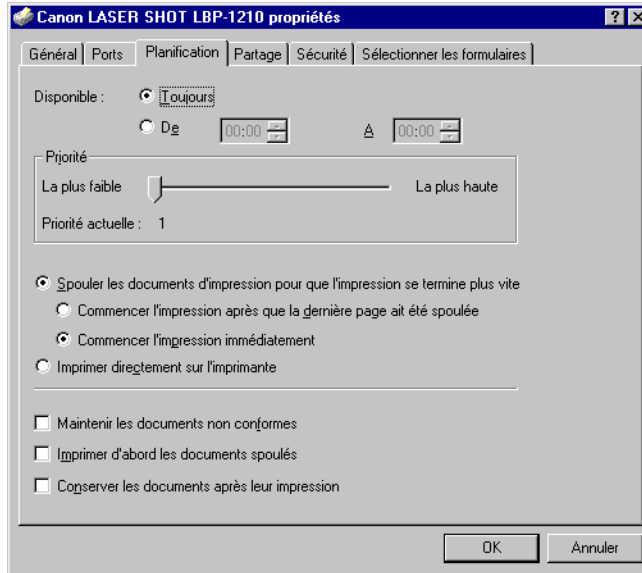 Canon LASER SHOT LBP-1210 propriétés
Général Ports Planification Partage Sécurité Sélectionner les formulaires
Disponible : Toujours
De 00:00 A 00:00
Priorité
La plus faible La plus haute
Priorité actuelle : 1
Spouler les documents d'impression pour que l'impression se termine plus vite
Commencer l'impression après que la dernière page ait été spoulée
Commencer l'impression immédiatement
Imprimer directement sur l'imprimante
Maintenir les documents non conformes
Imprimer d'abord les documents spoulés
Conserver les documents après leur impression
OK Annuler